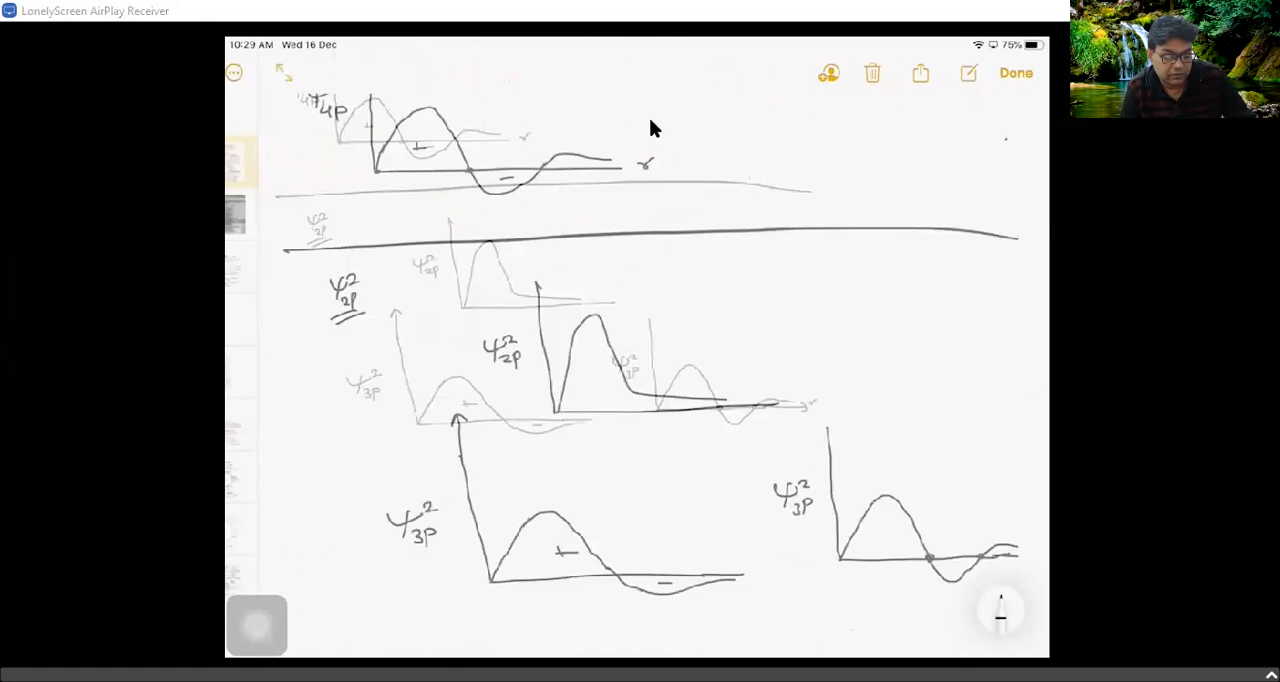 LonelyScreen AirPlay Receiver
10:29 AM Wed 16 Dec
75%
Done
Ψ4p
+
r
−
Ψ²2p
Ψ²2p
Ψ²2p
Ψ²2p
Ψ²3p
Ψ²3p
r
+
−
Ψ²3p
+
−
Ψ²3p